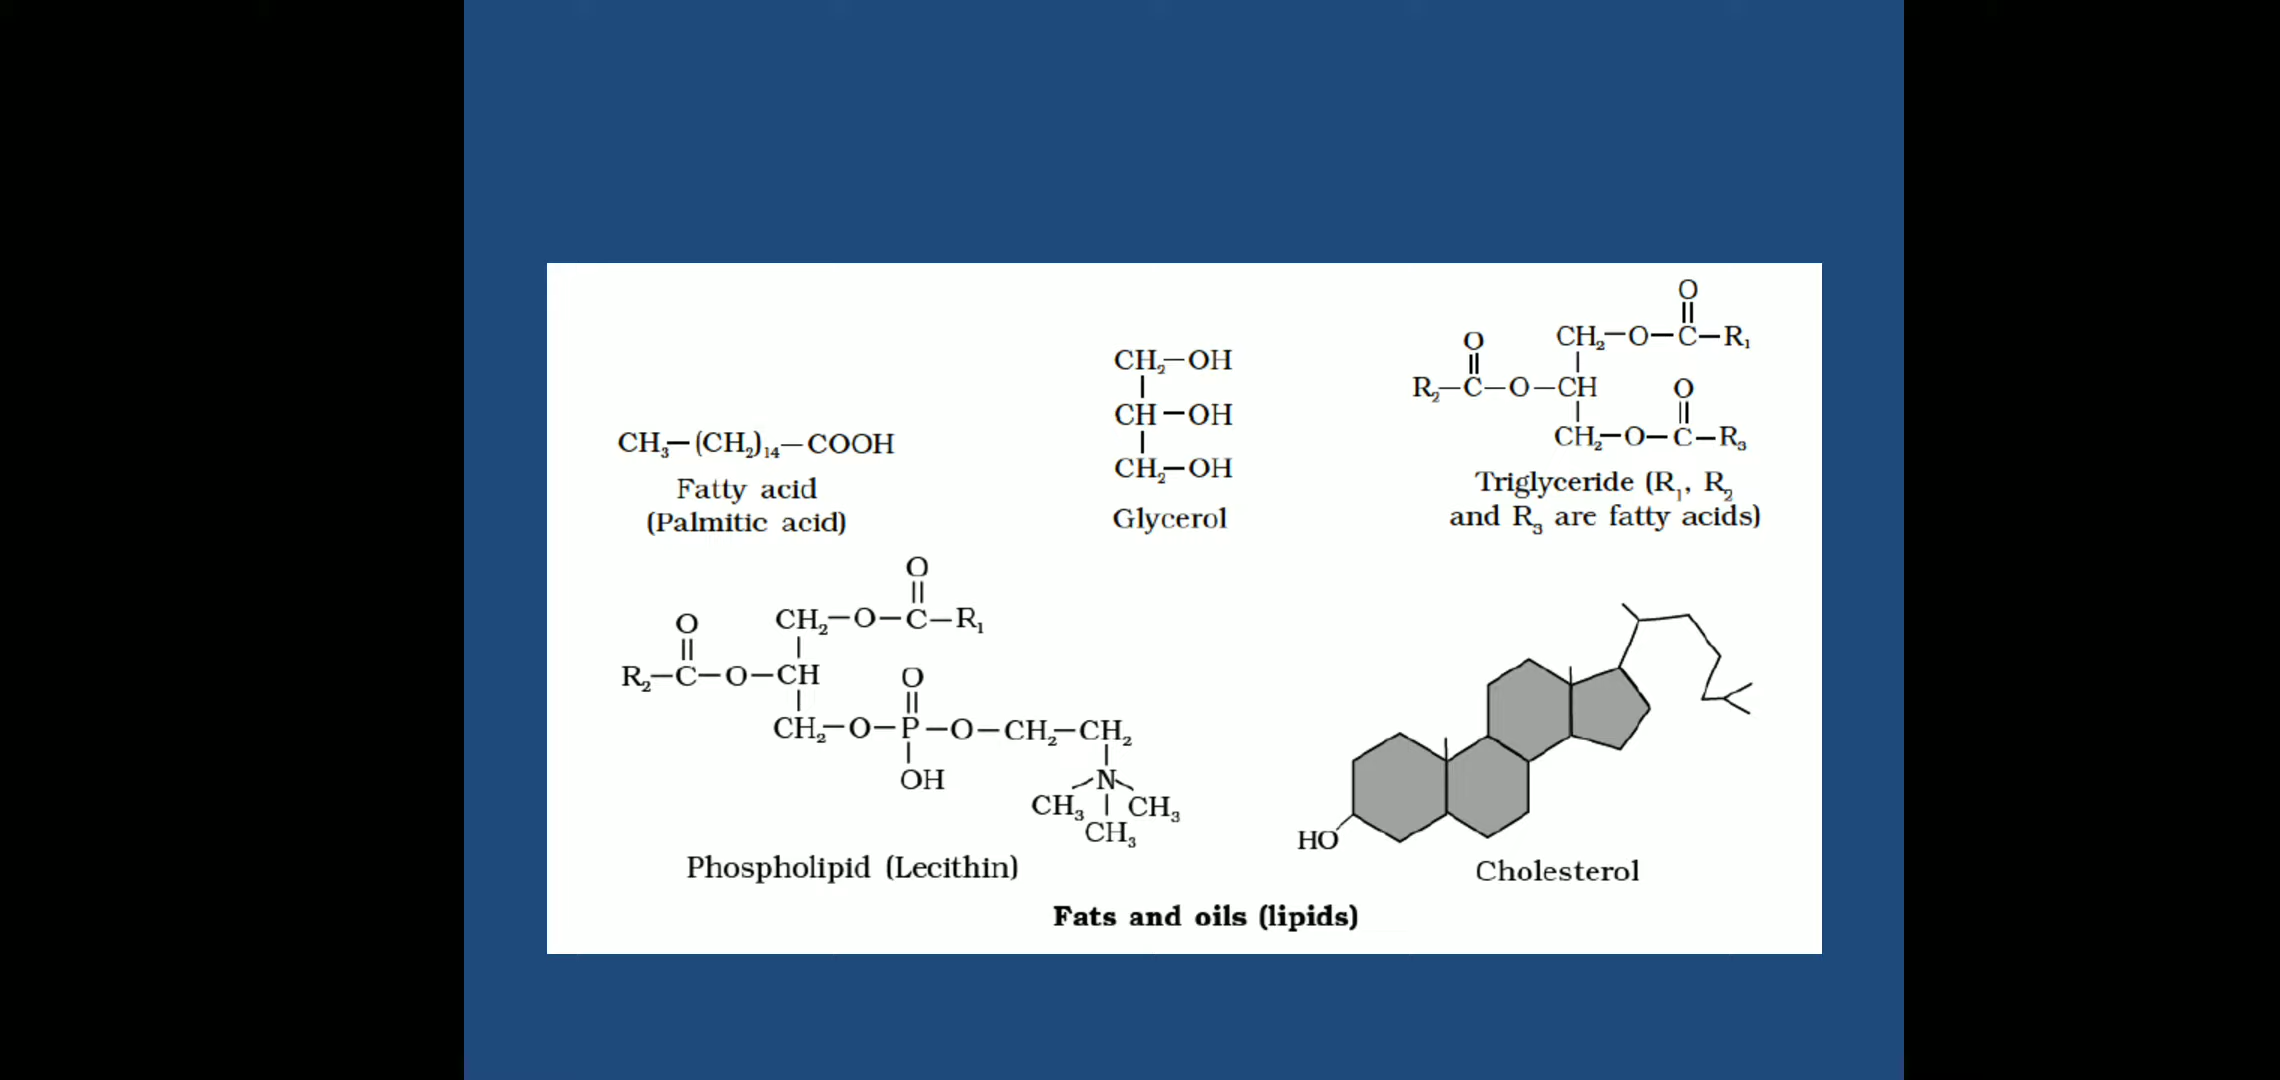 CH₃—(CH₂)₁₄—COOH
Fatty acid
(Palmitic acid)
CH₂—OH
|
CH—OH
|
CH₂—OH
Glycerol
O
||
CH₂—O—C—R₁
O
||
R₂—C—O—CH
O
||
CH₂—O—C—R₃
Triglyceride (R₁, R₂
and R₃ are fatty acids)
O
||
CH₂—O—C—R₁
O
||
R₂—C—O—CH
O
||
CH₂—O—P—O—CH₂—CH₂
|
OH
N
CH₃ | CH₃
CH₃
Phospholipid (Lecithin)
HO
Cholesterol
Fats and oils (lipids)